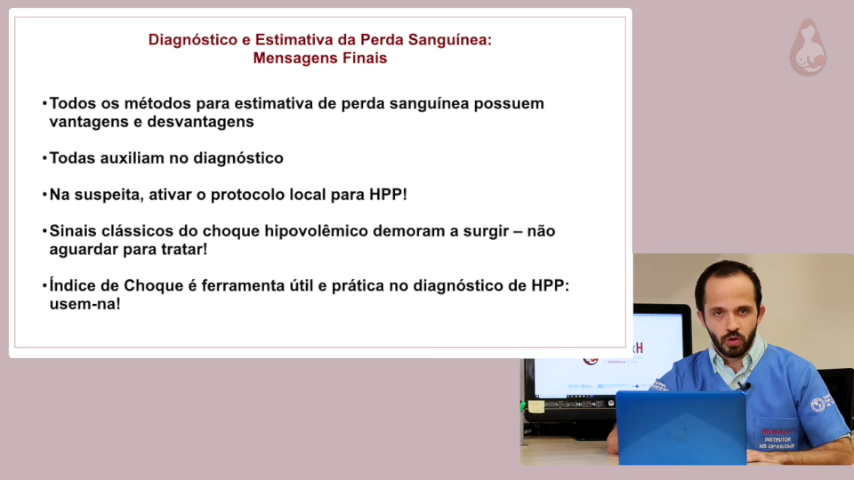 Diagnóstico e Estimativa da Perda Sanguínea:
Mensagens Finais
•Todos os métodos para estimativa de perda sanguínea possuem
vantagens e desvantagens
•Todas auxiliam no diagnóstico
•Na suspeita, ativar o protocolo local para HPP!
•Sinais clássicos do choque hipovolêmico demoram a surgir – não
aguardar para tratar!
•Índice de Choque é ferramenta útil e prática no diagnóstico de HPP:
usem-na!
INSTRUTOR